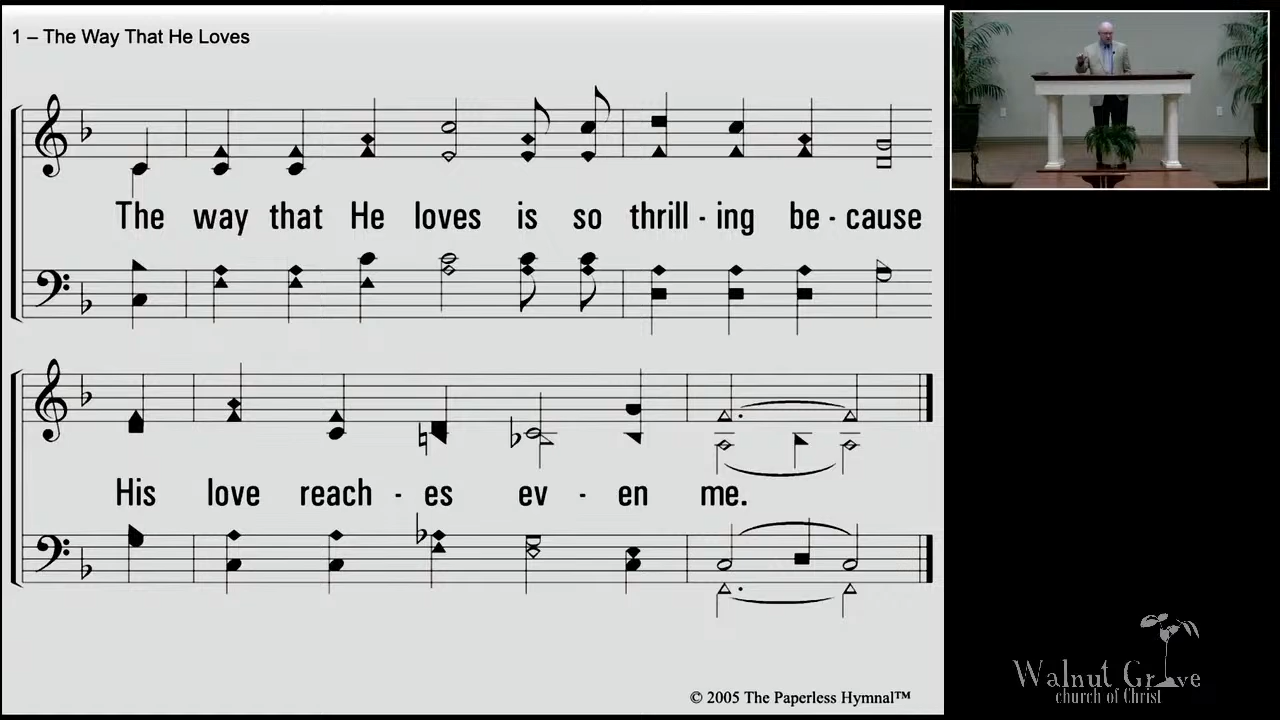 1 – The Way That He Loves
The way that He loves is so thrill - ing be - cause
His love reach - es ev - en me.
© 2005 The Paperless Hymnal™
Walnut Grove
church of Christ